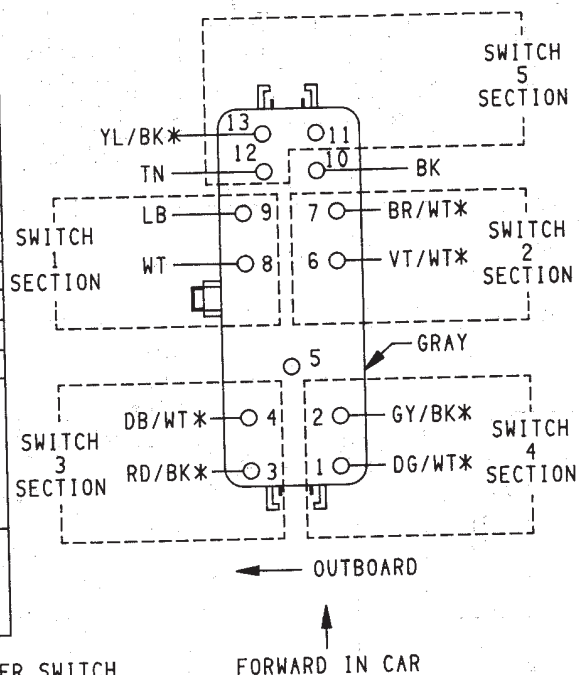 SWITCH
5
SECTION
13
11
YL/BK*
12
10
TN
BK
LB
9
7
BR/WT*
SWITCH
1
SECTION
SWITCH
2
SECTION
WT
8
6
VT/WT*
GRAY
5
DB/WT*
4
2
GY/BK*
SWITCH
3
SECTION
SWITCH
4
SECTION
RD/BK*
3
1
DG/WT*
OUTBOARD
ER SWITCH
FORWARD IN CAR